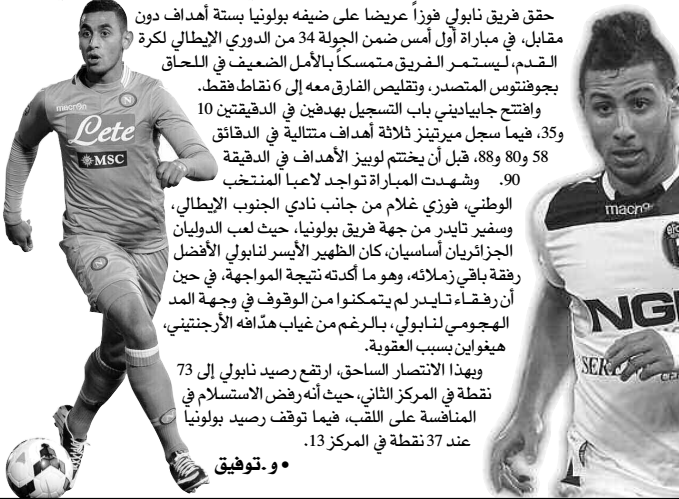 حقق فريق نابولي فوزاً عريضا على ضيفه بولونيا بستة أهداف دون
مقابل، في مباراة أول أمس ضمن الجولة 34 من الدوري الإيطالي لكرة
القدم، ليستمر الفريق متمسكاً بالأمل الضعيف في اللحاق
بجوفنتوس المتصدر، وتقليص الفارق معه إلى 6 نقاط فقط.
وافتتح جابياديني باب التسجيل بهدفين في الدقيقتين 10
و35، فيما سجل ميرتينز ثلاثة أهداف متتالية في الدقائق
58 و80 و88، قبل أن يختتم لوبيز الأهداف في الدقيقة
90. وشهدت المباراة تواجد لاعبا المنتخب
الوطني، فوزي غلام من جانب نادي الجنوب الإيطالي،
وسفير تايدر من جهة فريق بولونيا، حيث لعب الدوليان
الجزائريان أساسيان، كان الظهير الأيسر لنابولي الأفضل
رفقة باقي زملائه، وهو ما أكدته نتيجة المواجهة، في حين
أن رفقاء تايدر لم يتمكنوا من الوقوف في وجهة المد
الهجومي لنابولي، بالرغم من غياب هدّافه الأرجنتيني،
هيغواين بسبب العقوبة.
وبهذا الانتصار الساحق، ارتفع رصيد نابولي إلى 73
نقطة في المركز الثاني، حيث أنه رفض الاستسلام في
المنافسة على اللقب، فيما توقف رصيد بولونيا
عند 37 نقطة في المركز 13.
• و.توفيق
macron
Lete
MSC
macron
NG
SER